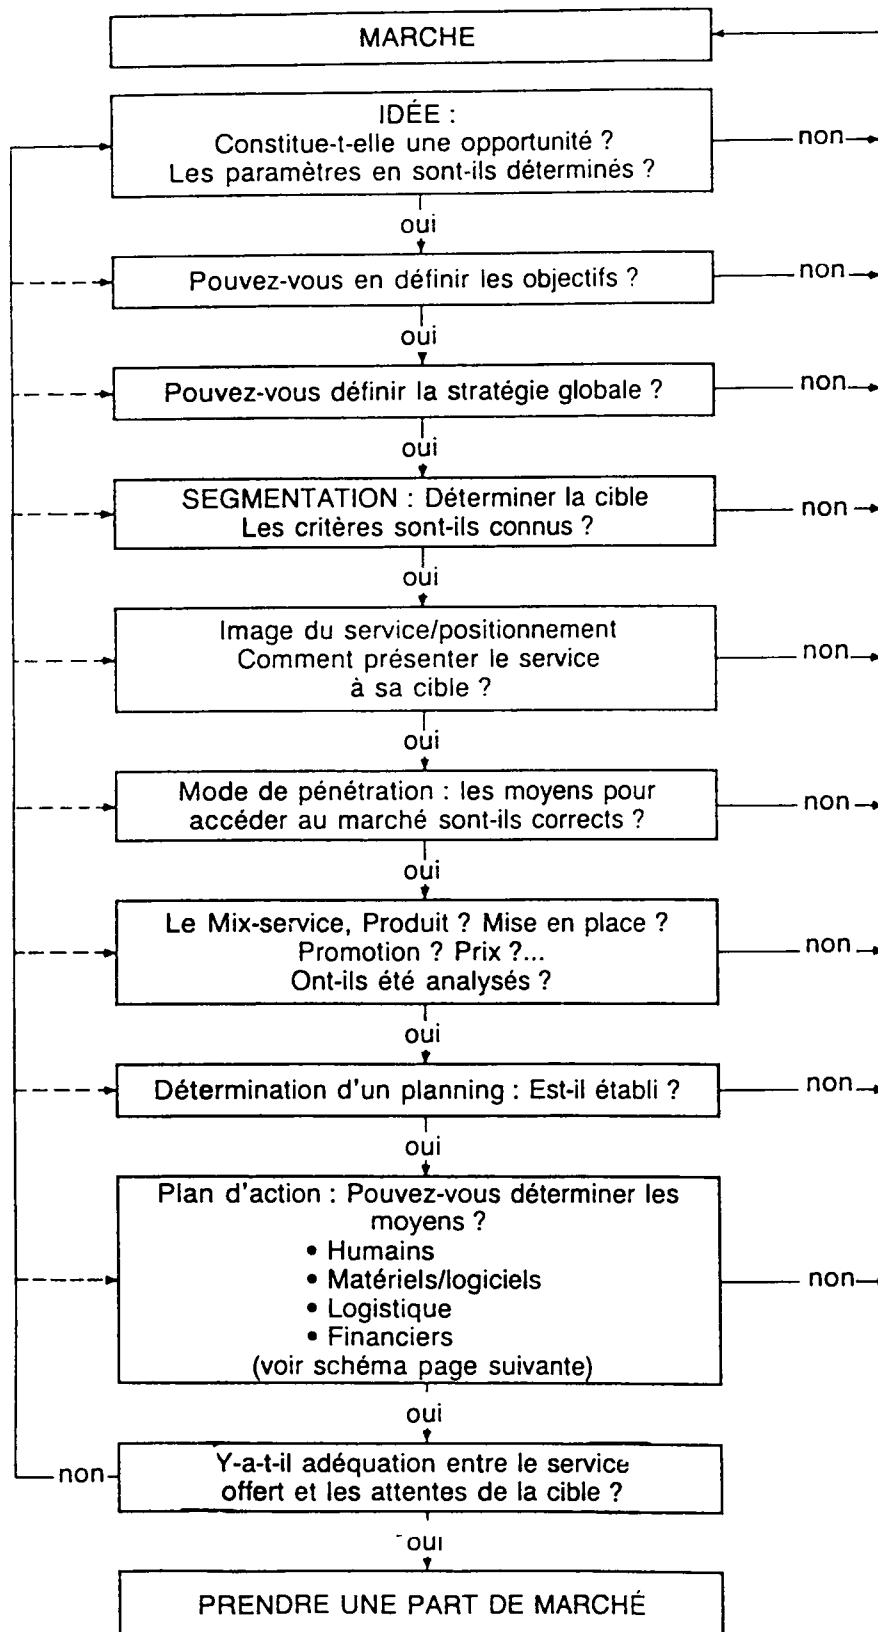 MARCHE
IDÉE :
Constitue-t-elle une opportunité ?
Les paramètres en sont-ils déterminés ?
non
oui
Pouvez-vous en définir les objectifs ?
non
oui
Pouvez-vous définir la stratégie globale ?
non
oui
SEGMENTATION : Déterminer la cible
Les critères sont-ils connus ?
non
oui
Image du service/positionnement
Comment présenter le service
à sa cible ?
non
oui
Mode de pénétration : les moyens pour
accéder au marché sont-ils corrects ?
non
oui
Le Mix-service, Produit ? Mise en place ?
Promotion ? Prix ?...
Ont-ils été analysés ?
non
oui
Détermination d'un planning : Est-il établi ?
non
oui
Plan d'action : Pouvez-vous déterminer les
moyens ?
• Humains
• Matériels/logiciels
• Logistique
• Financiers
(voir schéma page suivante)
non
oui
non
Y-a-t-il adéquation entre le service
offert et les attentes de la cible ?
oui
PRENDRE UNE PART DE MARCHÉ